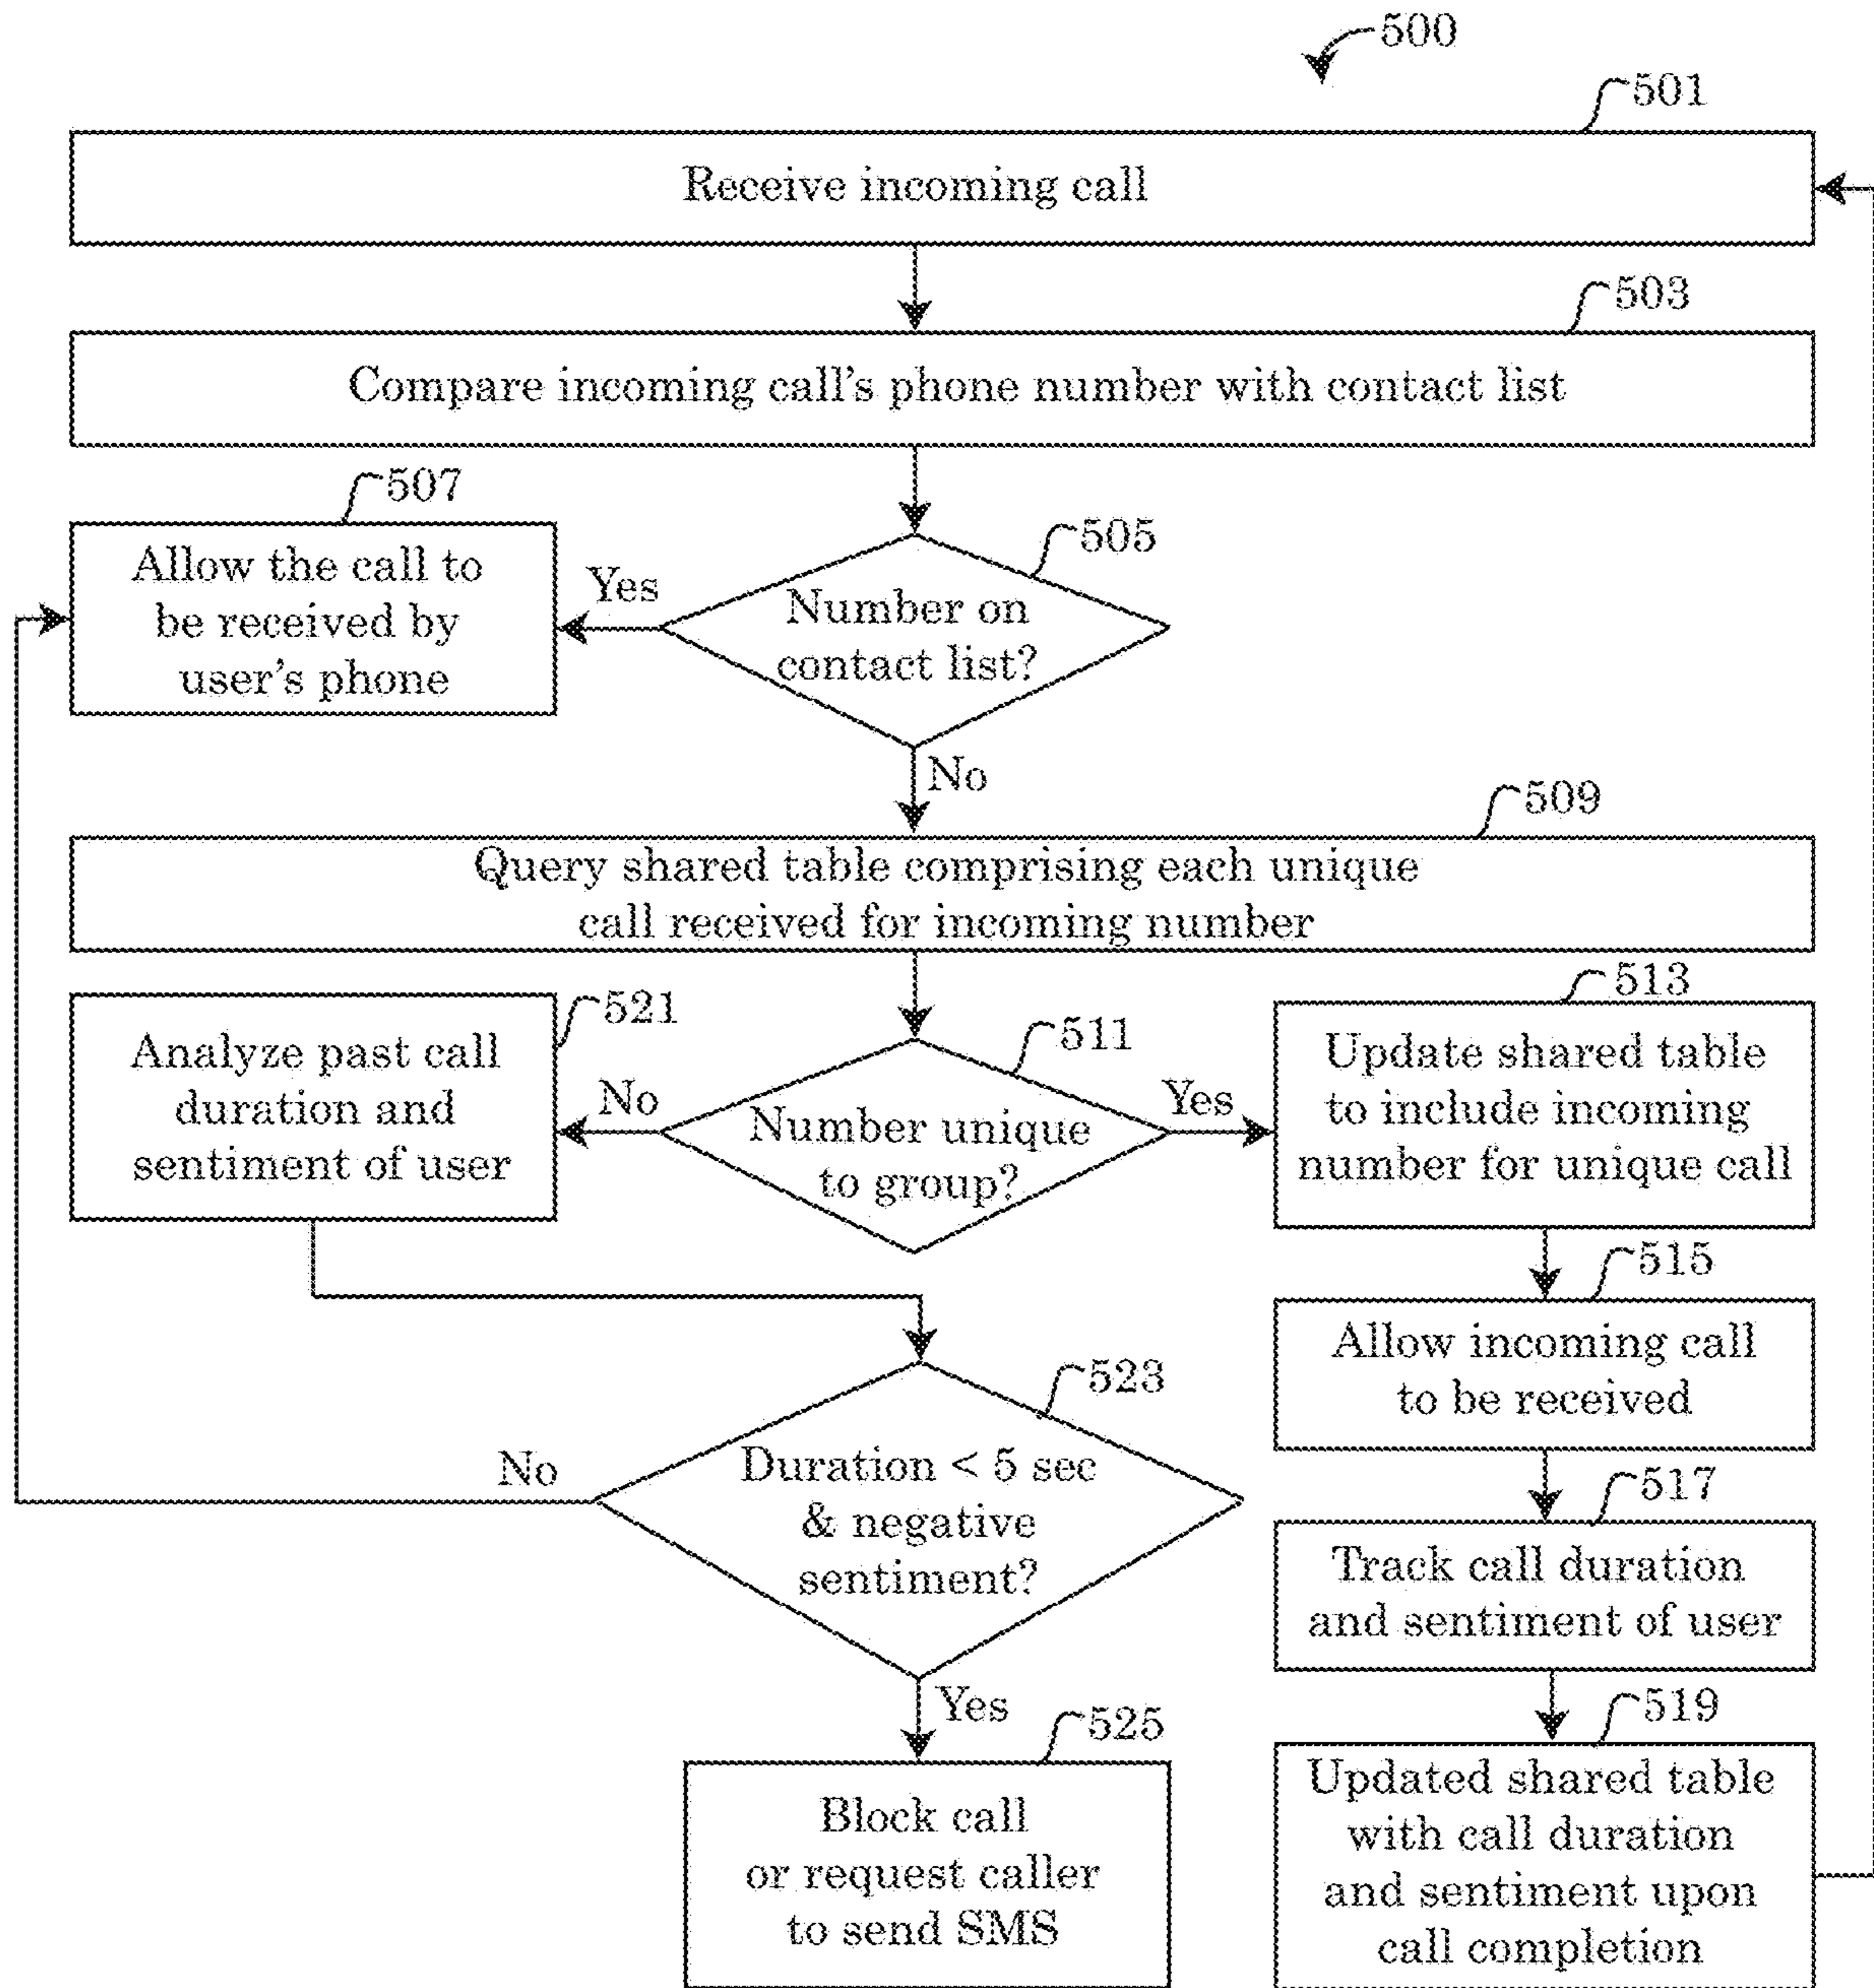 500
501
Receive incoming call
503
Compare incoming call's phone number with contact list
507
Allow the call to
be received by
user's phone
Yes
505
Number on
contact list?
No
509
Query shared table comprising each unique
call received for incoming number
521
Analyze past call
duration and
sentiment of user
No
511
Number unique
to group?
Yes
513
Update shared table
to include incoming
number for unique call
515
Allow incoming call
to be received
523
Duration < 5 sec
& negative
sentiment?
No
517
Track call duration
and sentiment of user
Yes
525
Block call
or request caller
to send SMS
519
Updated shared table
with call duration
and sentiment upon
call completion